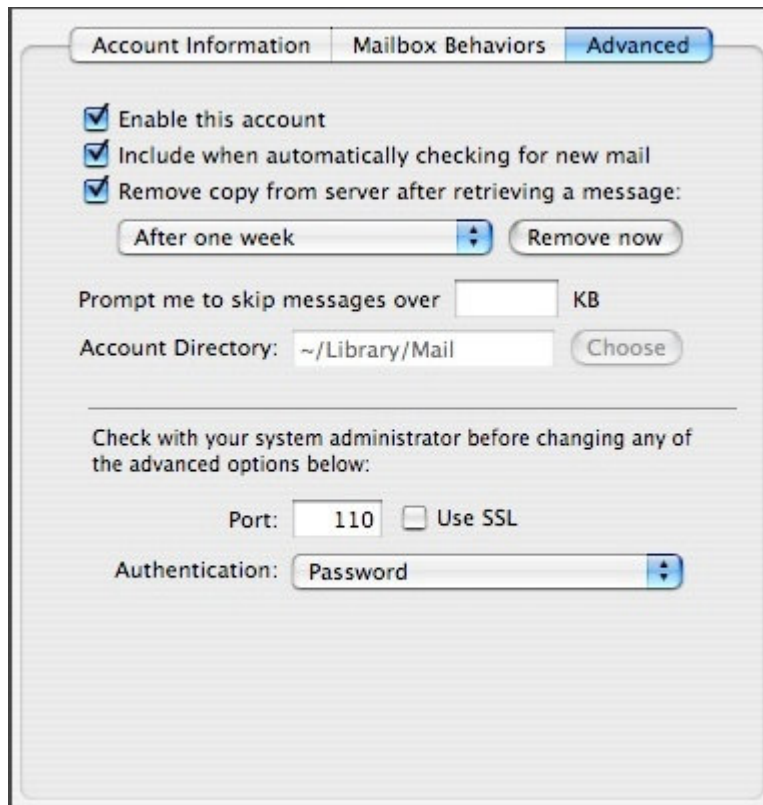 Account Information Mailbox Behaviors Advanced
Enable this account
Include when automatically checking for new mail
Remove copy from server after retrieving a message:
After one week Remove now
Prompt me to skip messages over KB
Account Directory: ~/Library/Mail Choose
Check with your system administrator before changing any of
the advanced options below:
Port: 110 Use SSL
Authentication: Password